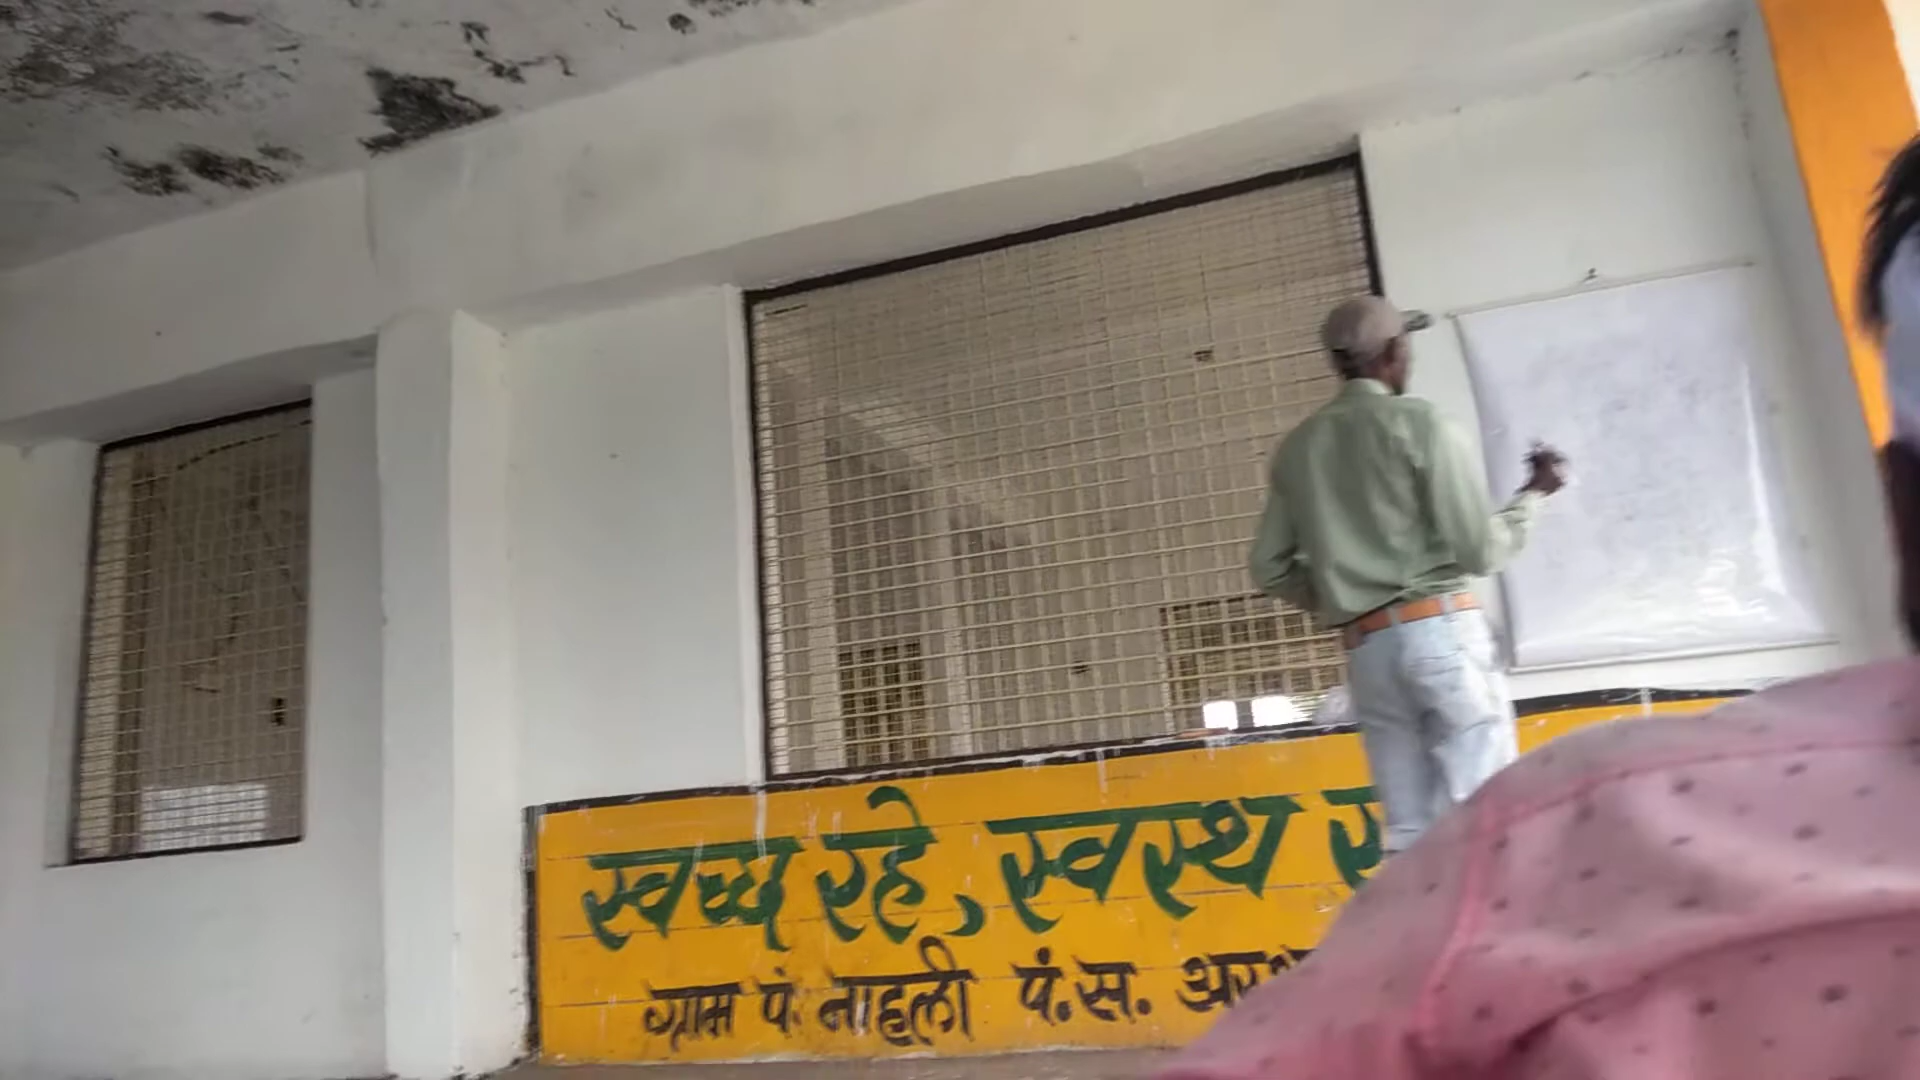 स्वच्छ रहे, स्वस्थ
ग्राम पं. नाहली पं.स.